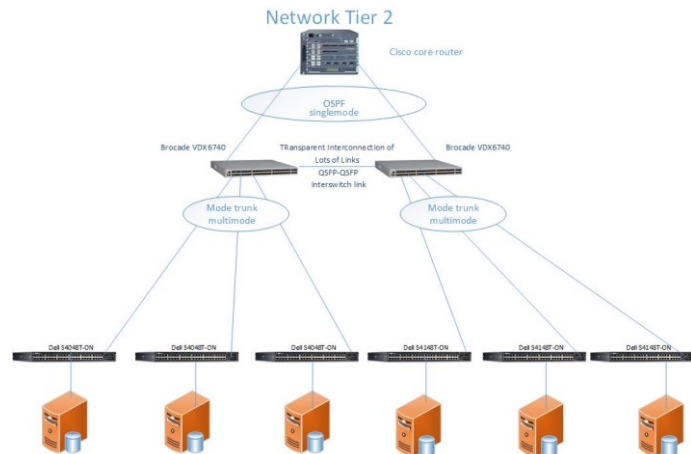 Network Tier 2
Cisco core router
OSPF
singlemode
Brocade VDX6740
TRansparent Interconnection of
Lots of Links
QSFP-QSFP
Interswitch link
Brocade VDX6740
Mode trunk
multimode
Mode trunk
multimode
Dell S4048T-ON
Dell S4048T-ON
Dell S4048T-ON
Dell S4148T-ON
Dell S4148T-ON
Dell S4148T-ON